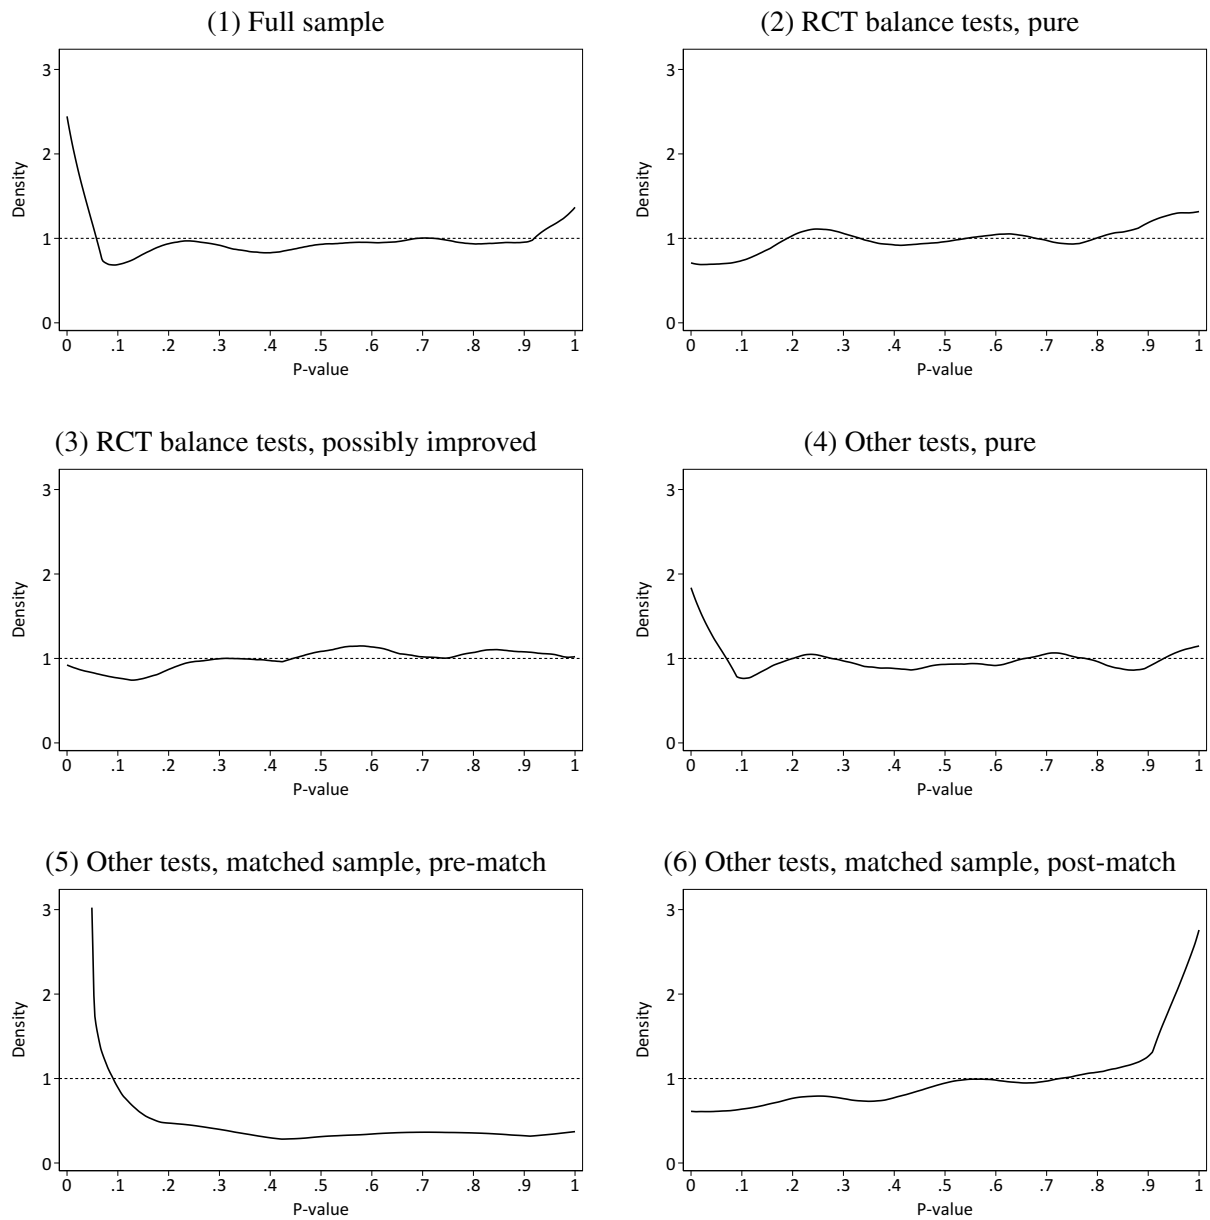 (1) Full sample
3
2
1
0
Density
0 .1 .2 .3 .4 .5 .6 .7 .8 .9 1
P-value
(2) RCT balance tests, pure
3
2
1
0
Density
0 .1 .2 .3 .4 .5 .6 .7 .8 .9 1
P-value
(3) RCT balance tests, possibly improved
3
2
1
0
Density
0 .1 .2 .3 .4 .5 .6 .7 .8 .9 1
P-value
(4) Other tests, pure
3
2
1
0
Density
0 .1 .2 .3 .4 .5 .6 .7 .8 .9 1
P-value
(5) Other tests, matched sample, pre-match
3
2
1
0
Density
0 .1 .2 .3 .4 .5 .6 .7 .8 .9 1
P-value
(6) Other tests, matched sample, post-match
3
2
1
0
Density
0 .1 .2 .3 .4 .5 .6 .7 .8 .9 1
P-value